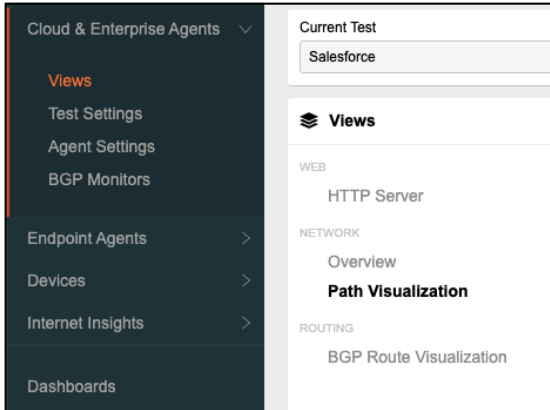 Cloud & Enterprise Agents
Views
Test Settings
Agent Settings
BGP Monitors
Endpoint Agents
Devices
Internet Insights
Dashboards
Current Test
Salesforce
Views
WEB
HTTP Server
NETWORK
Overview
Path Visualization
ROUTING
BGP Route Visualization